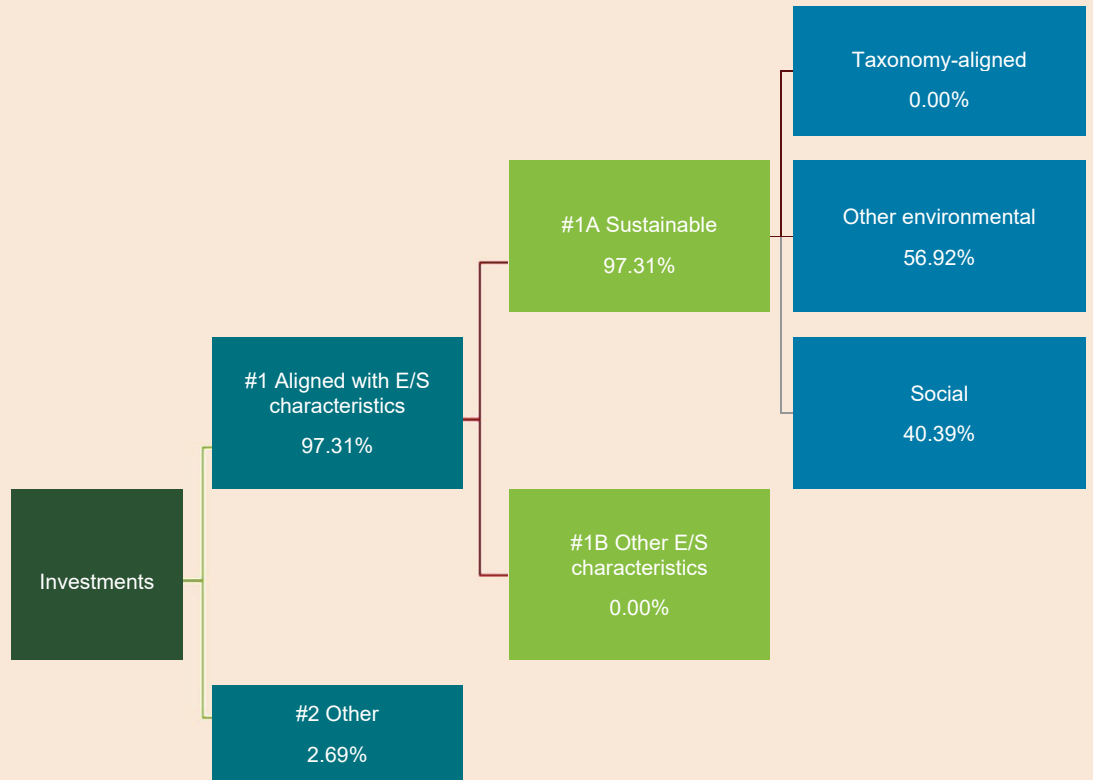 Taxonomy-aligned
0.00%
#1A Sustainable
97.31%
Other environmental
56.92%
#1 Aligned with E/S
characteristics
97.31%
Social
40.39%
Investments
#1B Other E/S
characteristics
0.00%
#2 Other
2.69%